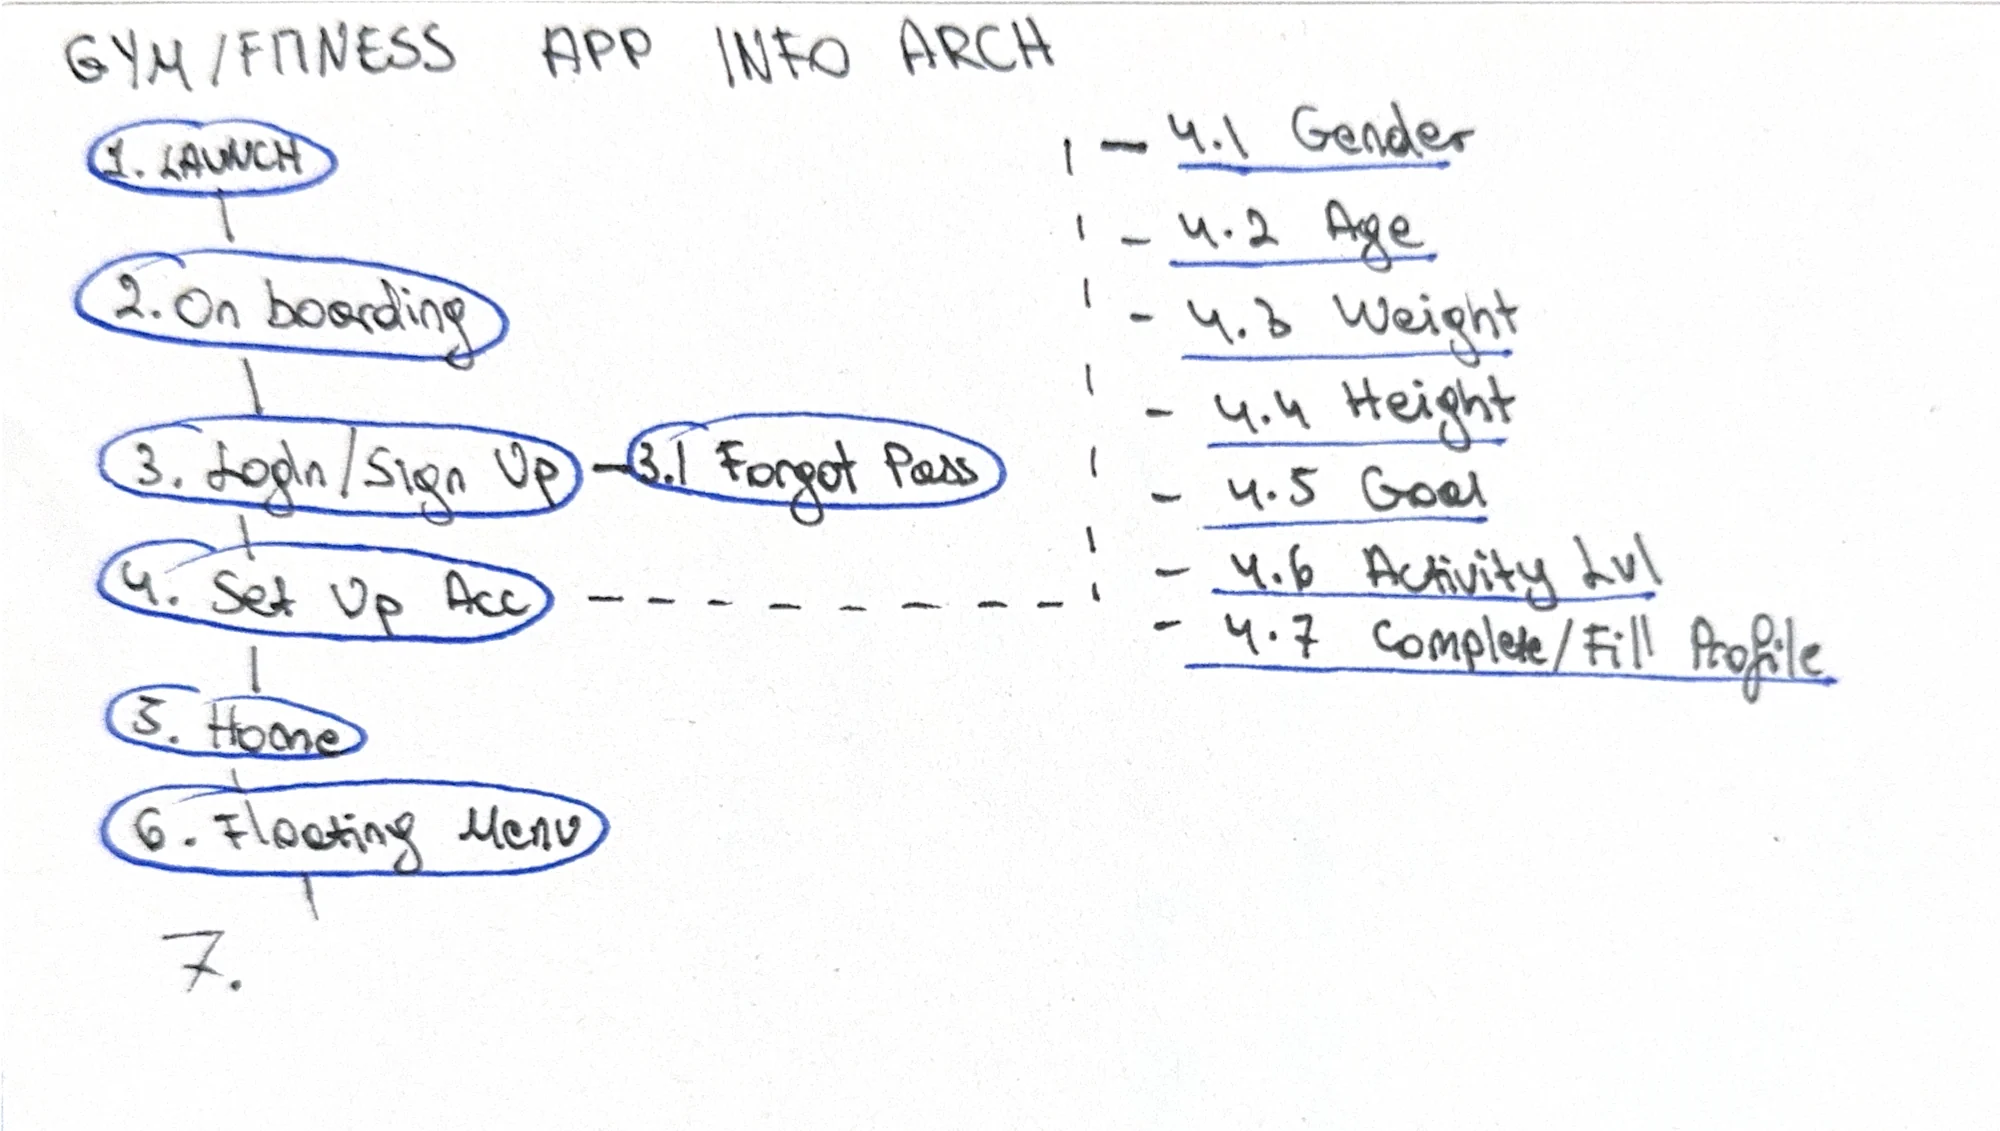 GYM/FITNESS APP INFO ARCH
1. LAUNCH
2. On boarding
3. Login/Sign Up
3.1 Forgot Pass
4. Set Up Acc
4.1 Gender
4.2 Age
4.3 Weight
4.4 Height
4.5 Goal
4.6 Activity Lvl
4.7 Complete/Fill Profile
5. Home
6. Floating Menu
7.